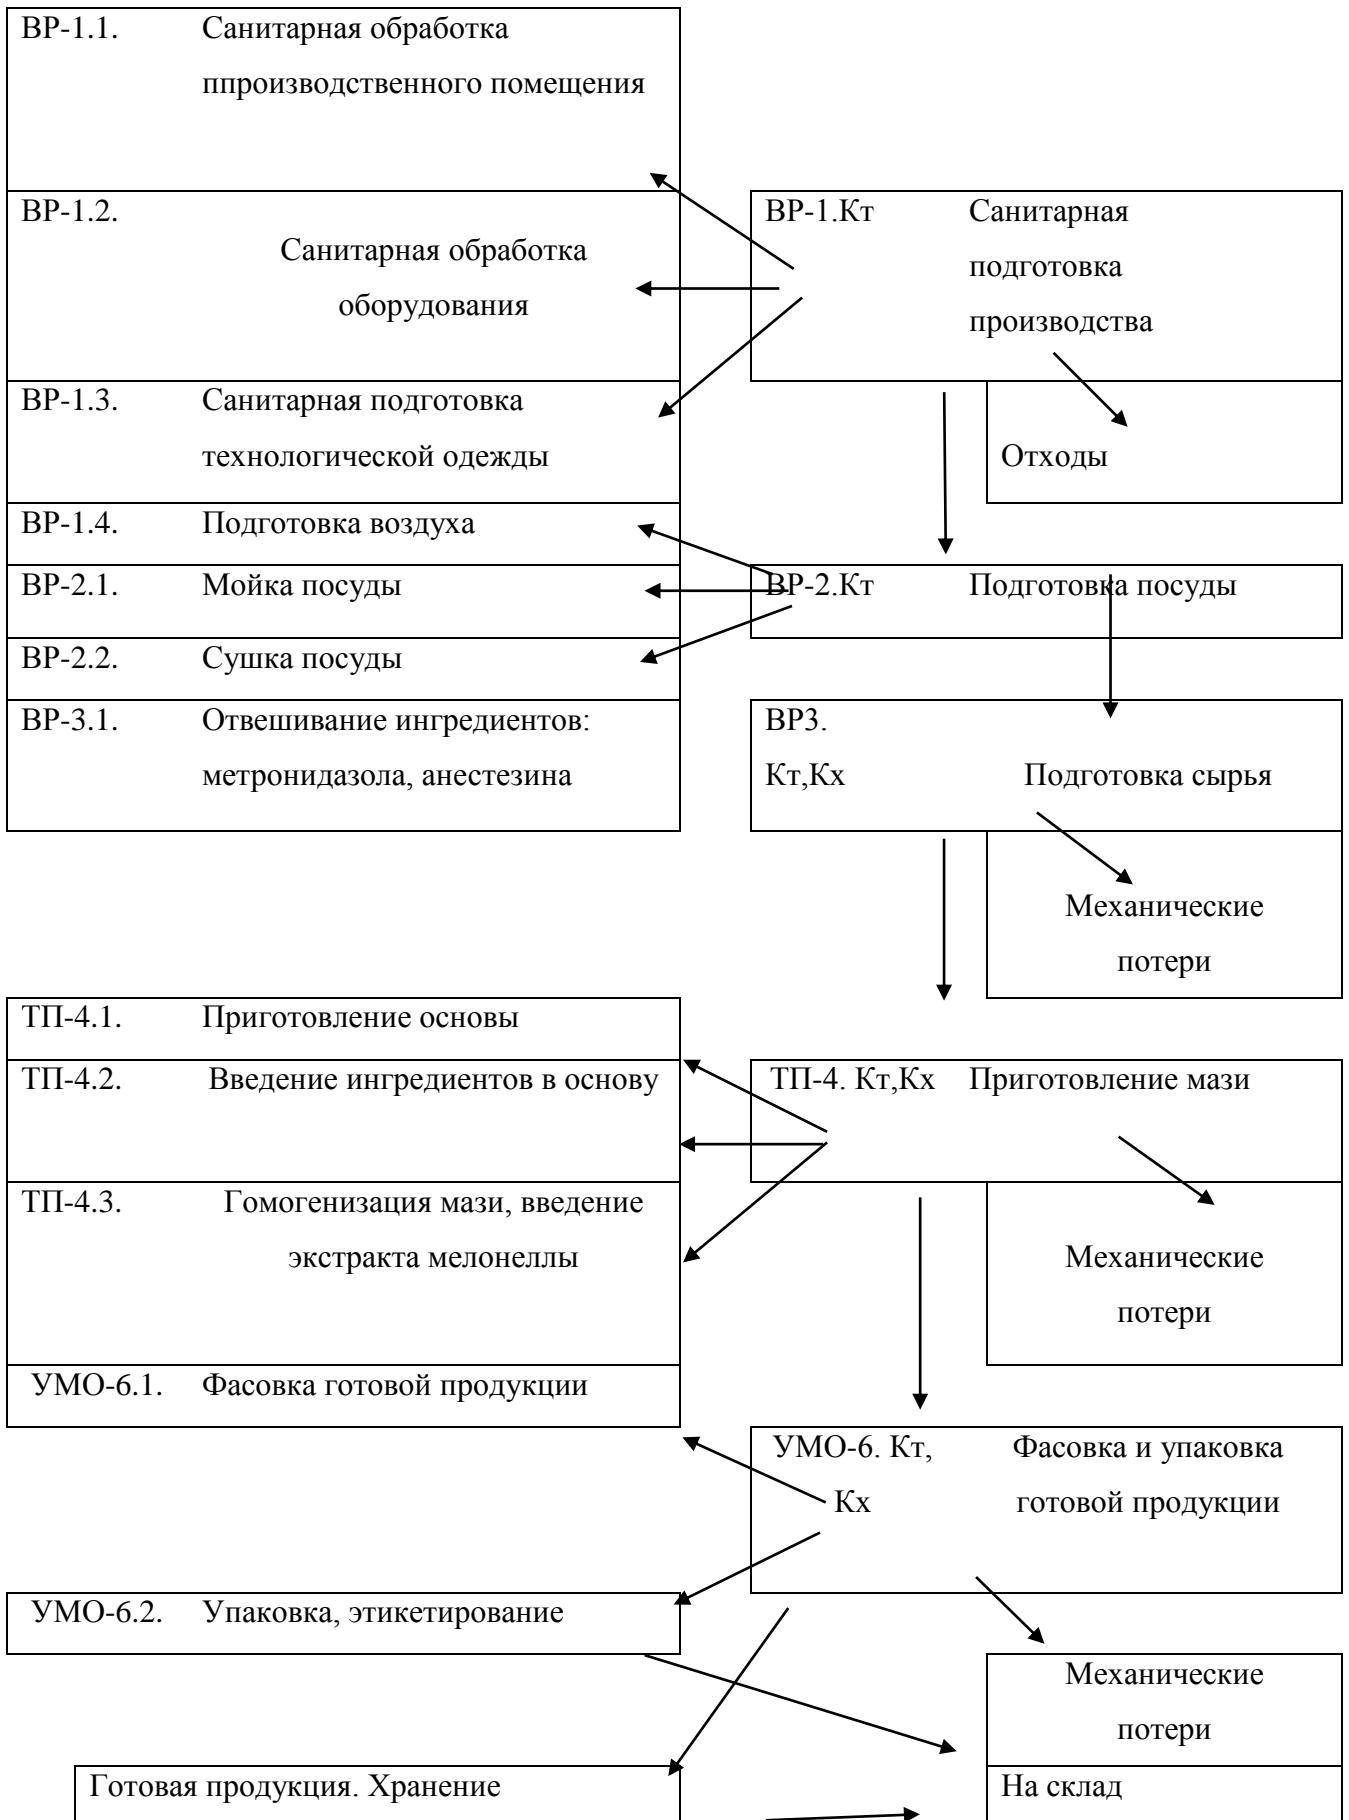 ВР-1.1. Санитарная обработка
ппроизводственного помещения
ВР-1.2.
Санитарная обработка
оборудования
ВР-1.Кт Санитарная
подготовка
производства
ВР-1.3. Санитарная подготовка
технологической одежды
Отходы
ВР-1.4. Подготовка воздуха
ВР-2.1. Мойка посуды
ВР-2.Кт Подготовка посуды
ВР-2.2. Сушка посуды
ВР-3.1. Отвешивание ингредиентов:
метронидазола, анестезина
ВР3.
Кт,Кх Подготовка сырья
Механические
потери
ТП-4.1. Приготовление основы
ТП-4.2. Введение ингредиентов в основу
ТП-4. Кт,Кх Приготовление мази
ТП-4.3. Гомогенизация мази, введение
экстракта мелонеллы
Механические
потери
УМО-6.1. Фасовка готовой продукции
УМО-6. Кт, Фасовка и упаковка
Кх готовой продукции
УМО-6.2. Упаковка, этикетирование
Механические
потери
Готовая продукция. Хранение
На склад